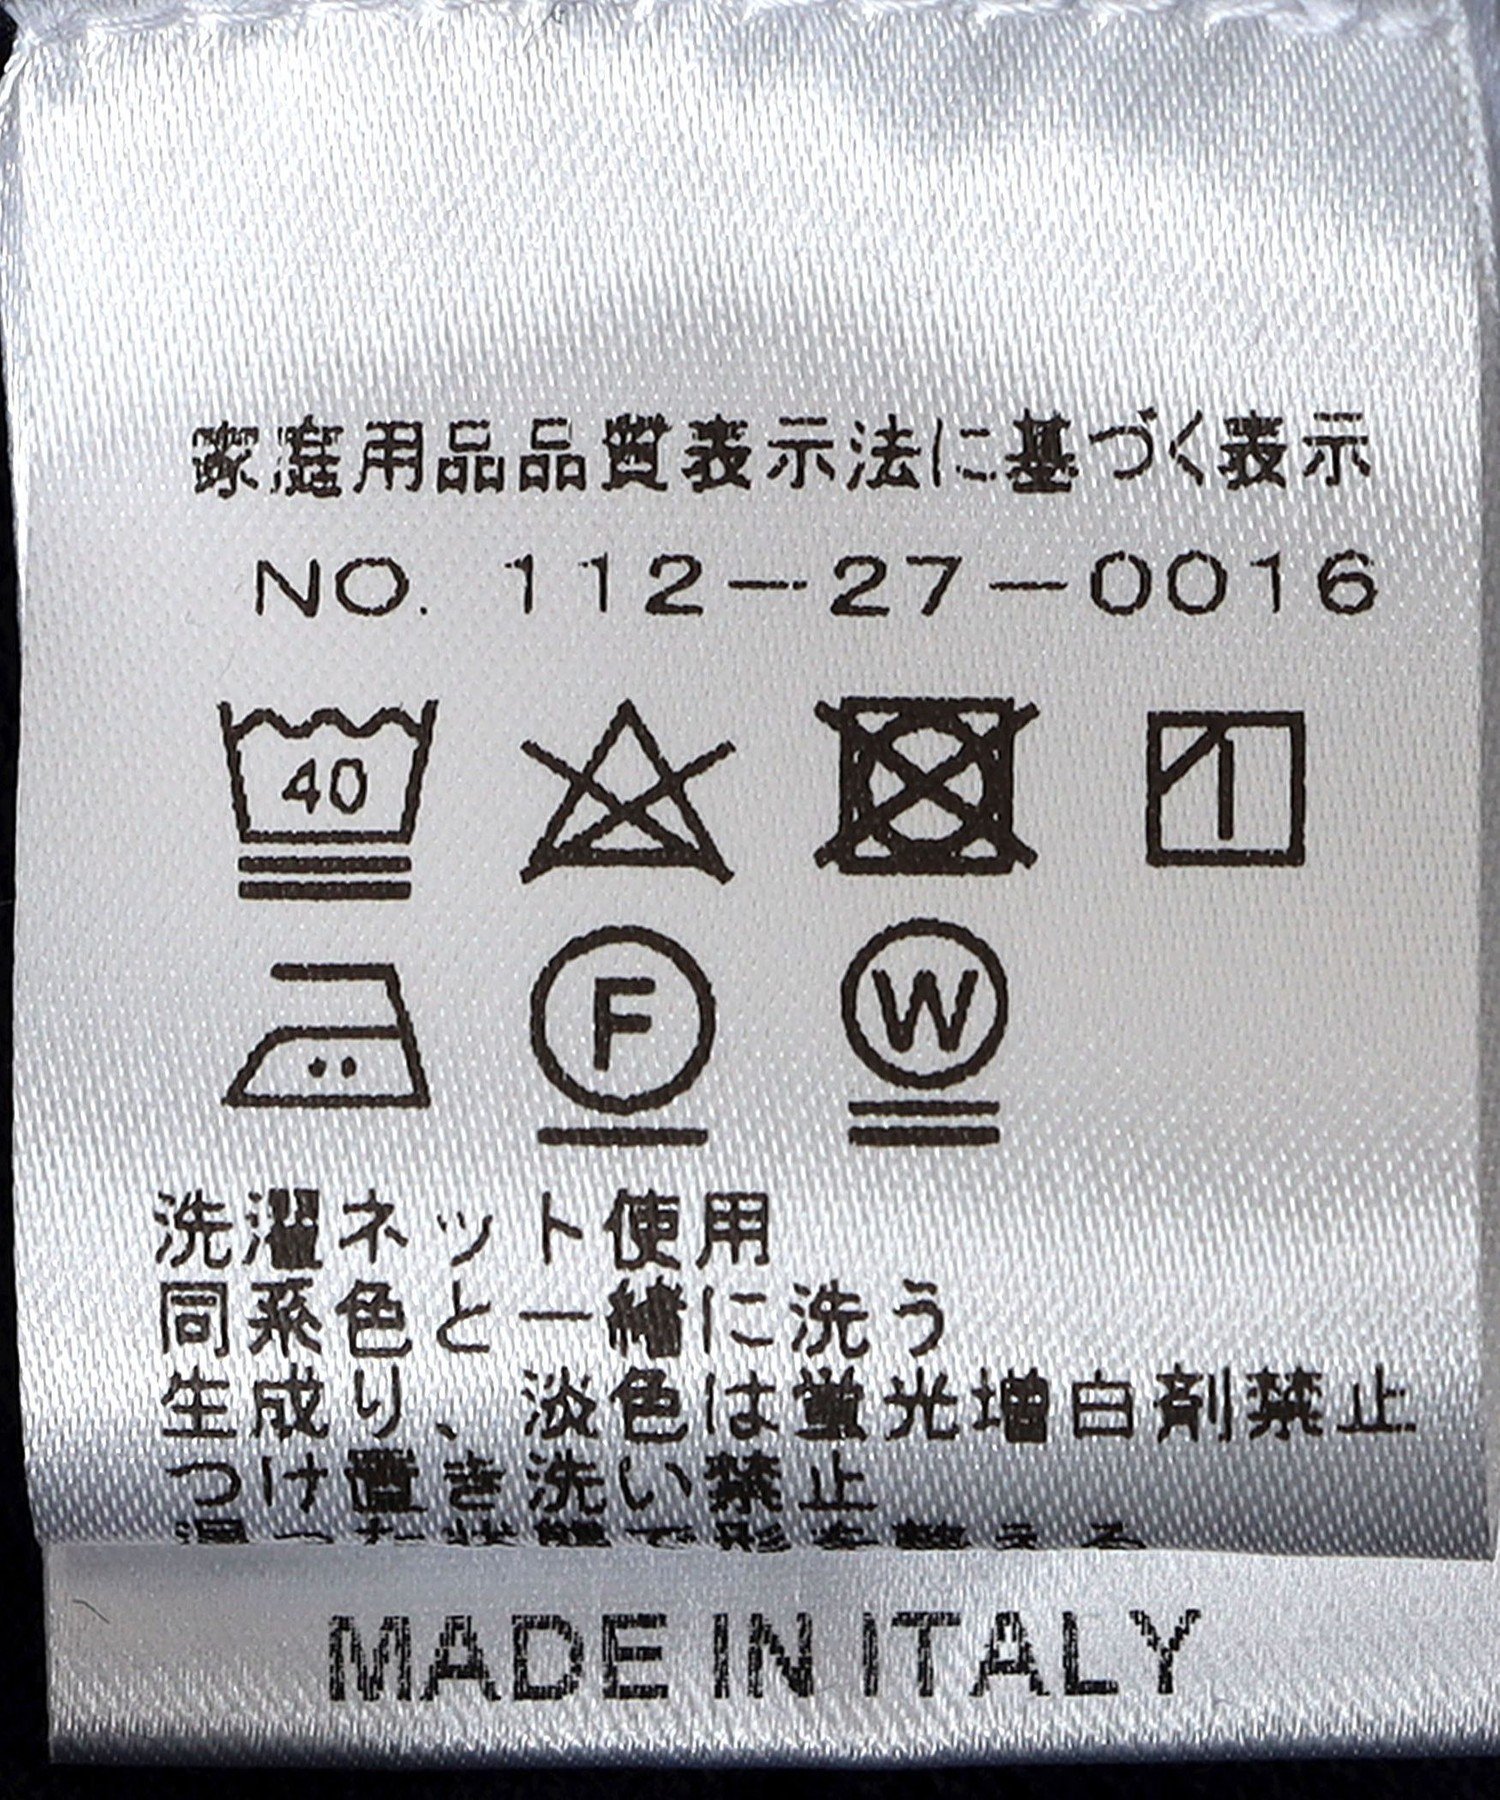 家庭用品品質表示法に基づく表示
NO. 112-27-0016
40
F W
洗濯ネット使用
同系色と一緒に洗う
生成り、淡色は蛍光増白剤禁止
つけ置き洗い禁止
MADE IN ITALY